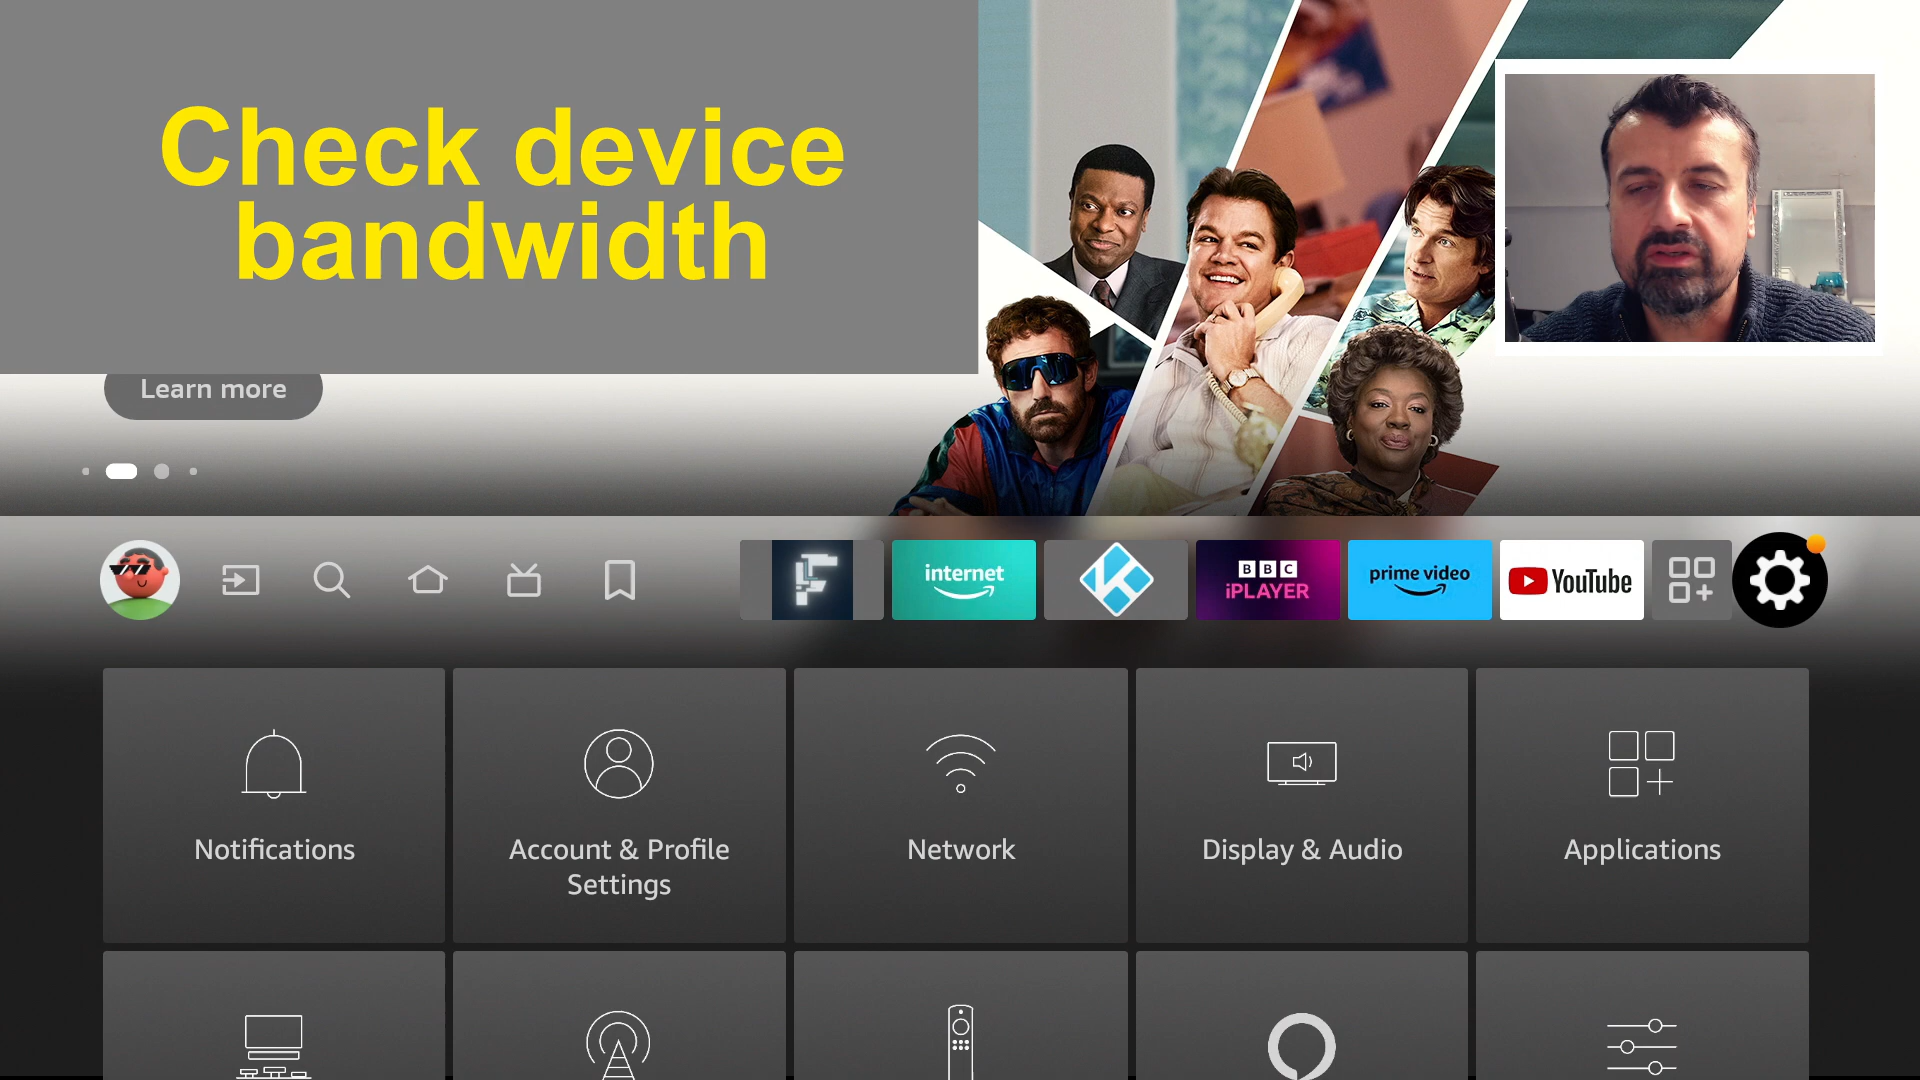 Check device
bandwidth
Learn more
internet
BBC
iPLAYER
prime video
YouTube
Notifications
Account & Profile
Settings
Network
Display & Audio
Applications